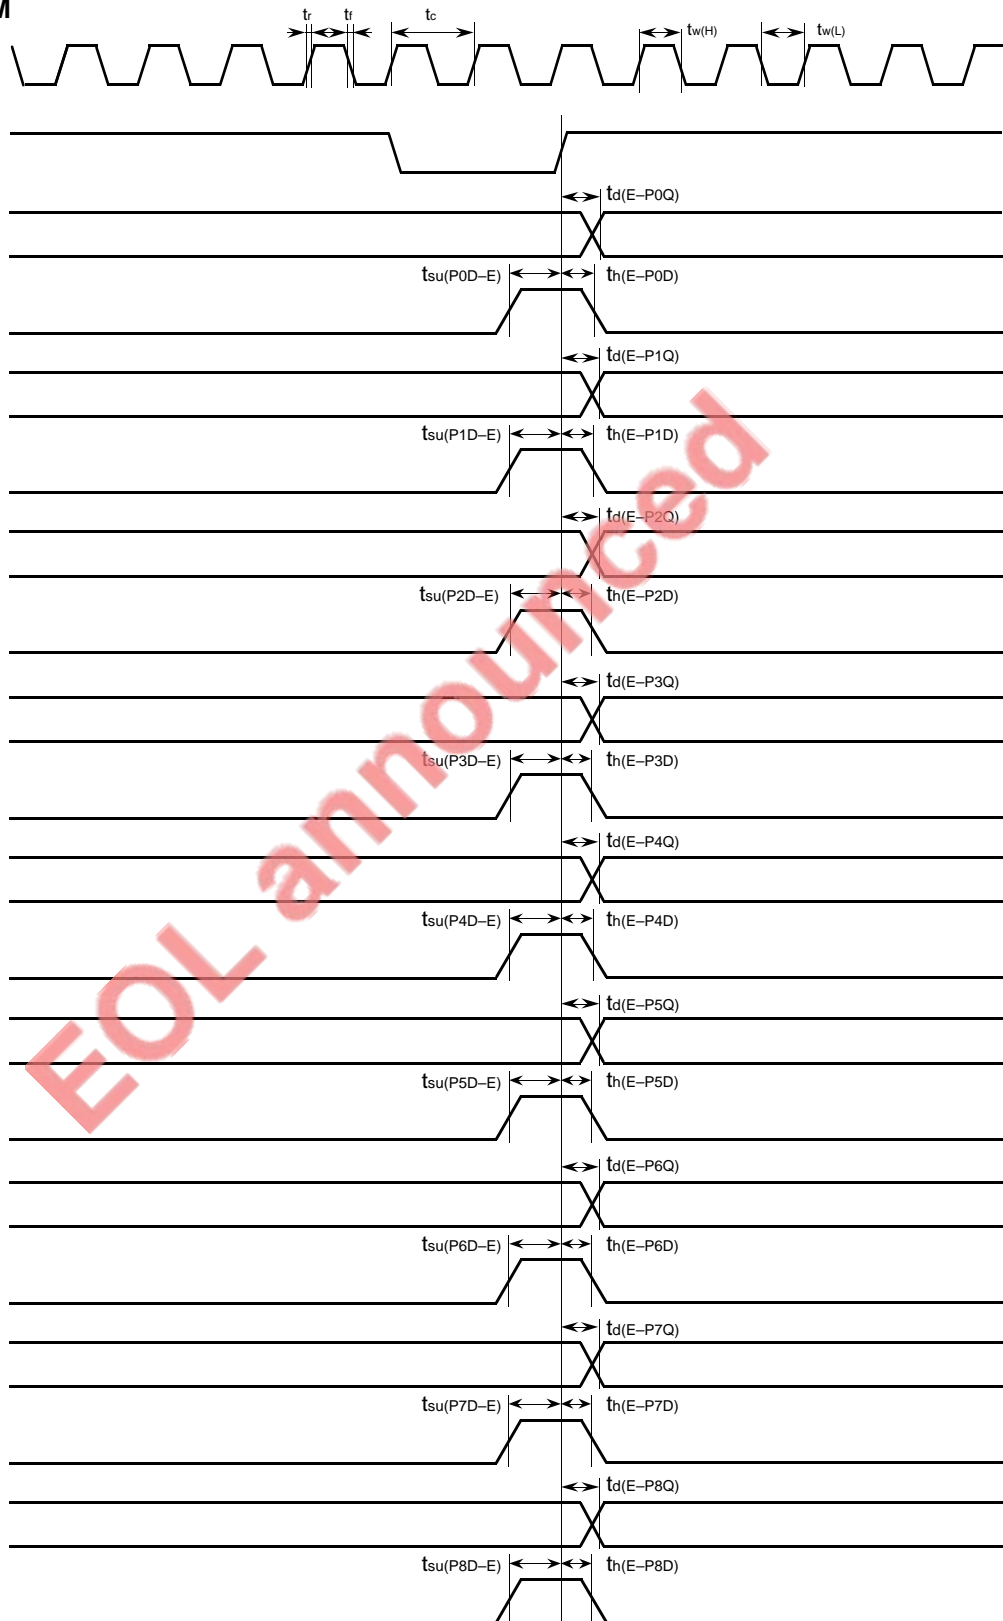 M
tr tf tc tw(H) tw(L)
td(E–P0Q)
tsu(P0D–E) th(E–P0D)
td(E–P1Q)
tsu(P1D–E) th(E–P1D)
td(E–P2Q)
tsu(P2D–E) th(E–P2D)
td(E–P3Q)
tsu(P3D–E) th(E–P3D)
td(E–P4Q)
tsu(P4D–E) th(E–P4D)
td(E–P5Q)
tsu(P5D–E) th(E–P5D)
td(E–P6Q)
tsu(P6D–E) th(E–P6D)
td(E–P7Q)
tsu(P7D–E) th(E–P7D)
td(E–P8Q)
tsu(P8D–E) th(E–P8D)
EOL announced